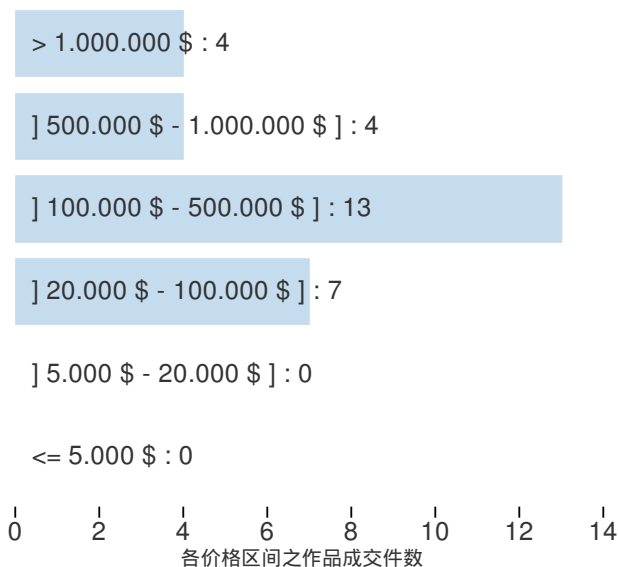 > 1.000.000 $ : 4
] 500.000 $ - 1.000.000 $ ] : 4
] 100.000 $ - 500.000 $ ] : 13
] 20.000 $ - 100.000 $ ] : 7
] 5.000 $ - 20.000 $ ] : 0
<= 5.000 $ : 0
0 2 4 6 8 10 12 14
各价格区间之作品成交件数